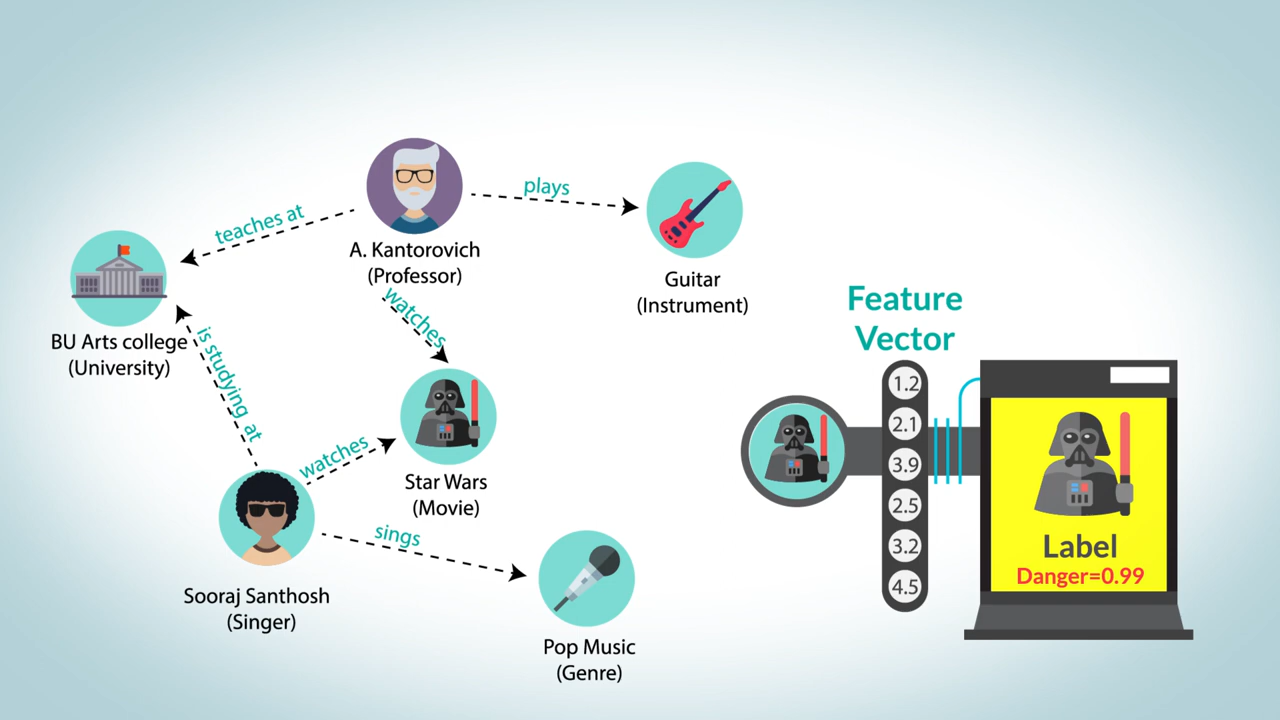 teaches at
plays
A. Kantorovich
(Professor)
Guitar
(Instrument)
BU Arts college
(University)
is studying at
watches
Star Wars
(Movie)
watches
sings
Sooraj Santhosh
(Singer)
Pop Music
(Genre)
Feature
Vector
1.2
2.1
3.9
2.5
3.2
4.5
Label
Danger=0.99